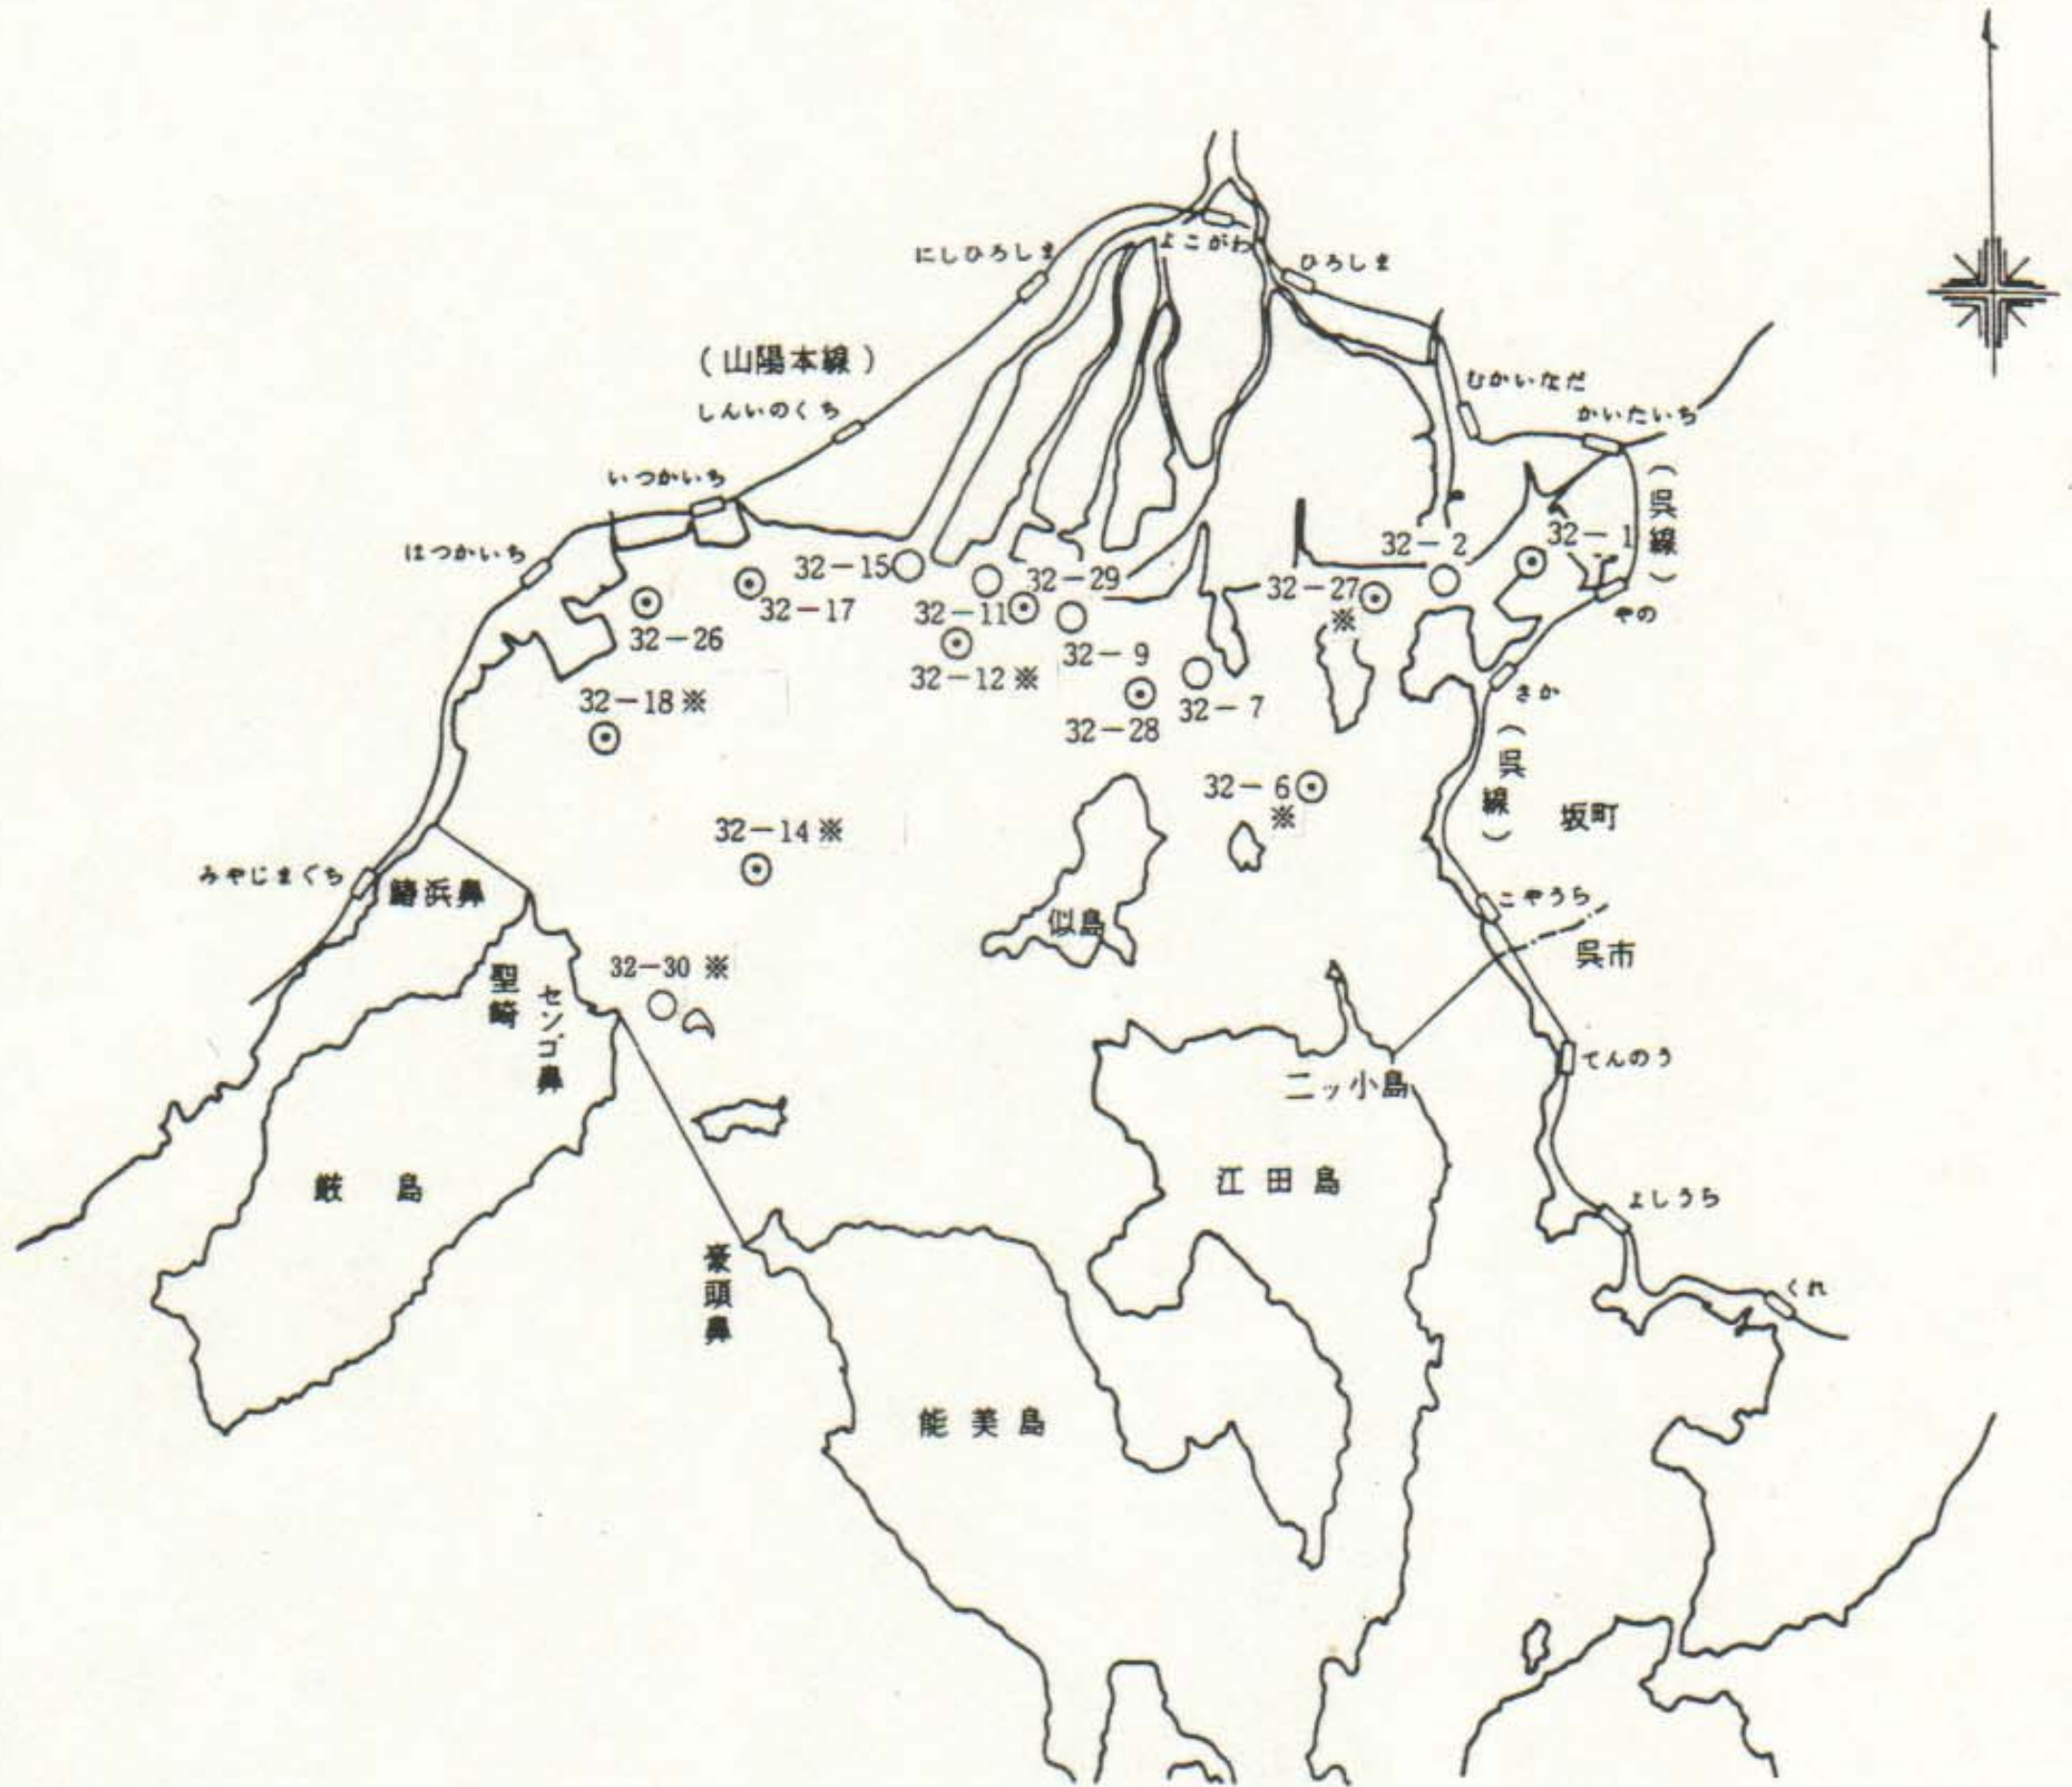 よこがわ
にしひろしま
ひろしま
(山陽本線)
むかいなだ
しんいのくち
かいたいち
いつかいち
(呉線)
はつかいち
32-15
32-17
32-26
32-11
32-29
32-12※
32-9
32-28
32-7
32-27
※
32-2
32-1
やの
さか
32-18※
(呉線)
坂町
32-6
※
32-14※
みやじまぐち
似島
こやうら
呉市
聖崎
センゴ鼻
32-30※
てんのう
二ッ小島
厳島
江田島
よしうら
豪頭鼻
くれ
能美島